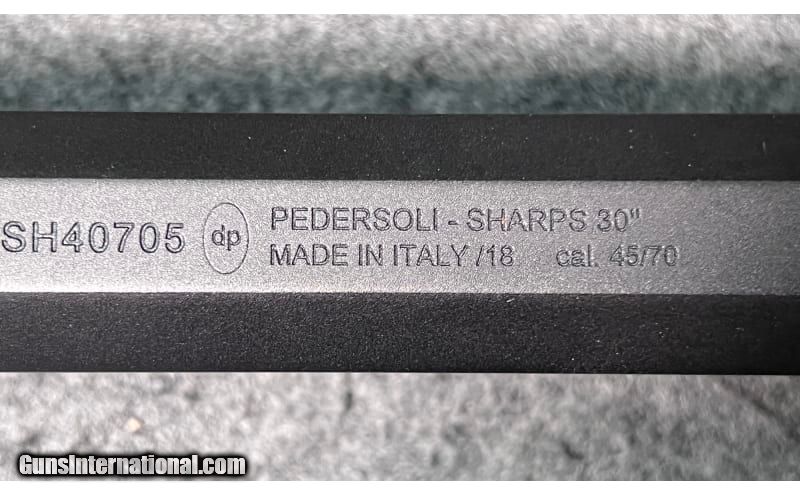 SH40705 dp
PEDERSOLI - SHARPS 30"
MADE IN ITALY /18 cal. 45/70
GunsInternational.com